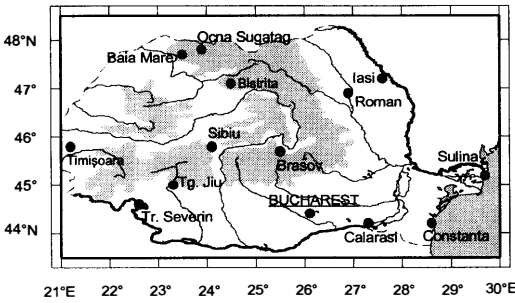 48°N
Ocna Sugatag
Baia Mare
47°
Bistrita
Iasi
Roman
46°
Sibiu
Timişoara
Brasov
Sulina
45°
Tg. Jiu
BUCHAREST
Tr. Severin
44°N
Calarasi
Constanta
21°E 22° 23° 24° 25° 26° 27° 28° 29° 30°E